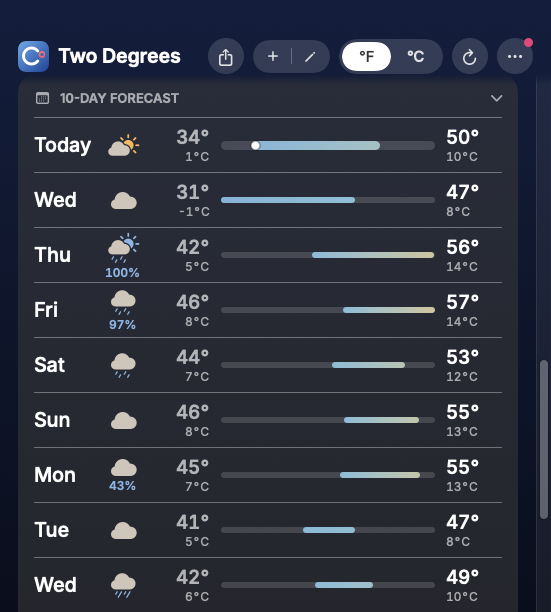 Two Degrees
°F
°C
10-DAY FORECAST
Today 34° 50°
1°C 10°C
Wed 31° 47°
-1°C 8°C
Thu 42° 56°
100% 5°C 14°C
Fri 46° 57°
97% 8°C 14°C
Sat 44° 53°
7°C 12°C
Sun 46° 55°
8°C 13°C
Mon 45° 55°
43% 7°C 13°C
Tue 41° 47°
5°C 8°C
Wed 42° 49°
6°C 10°C